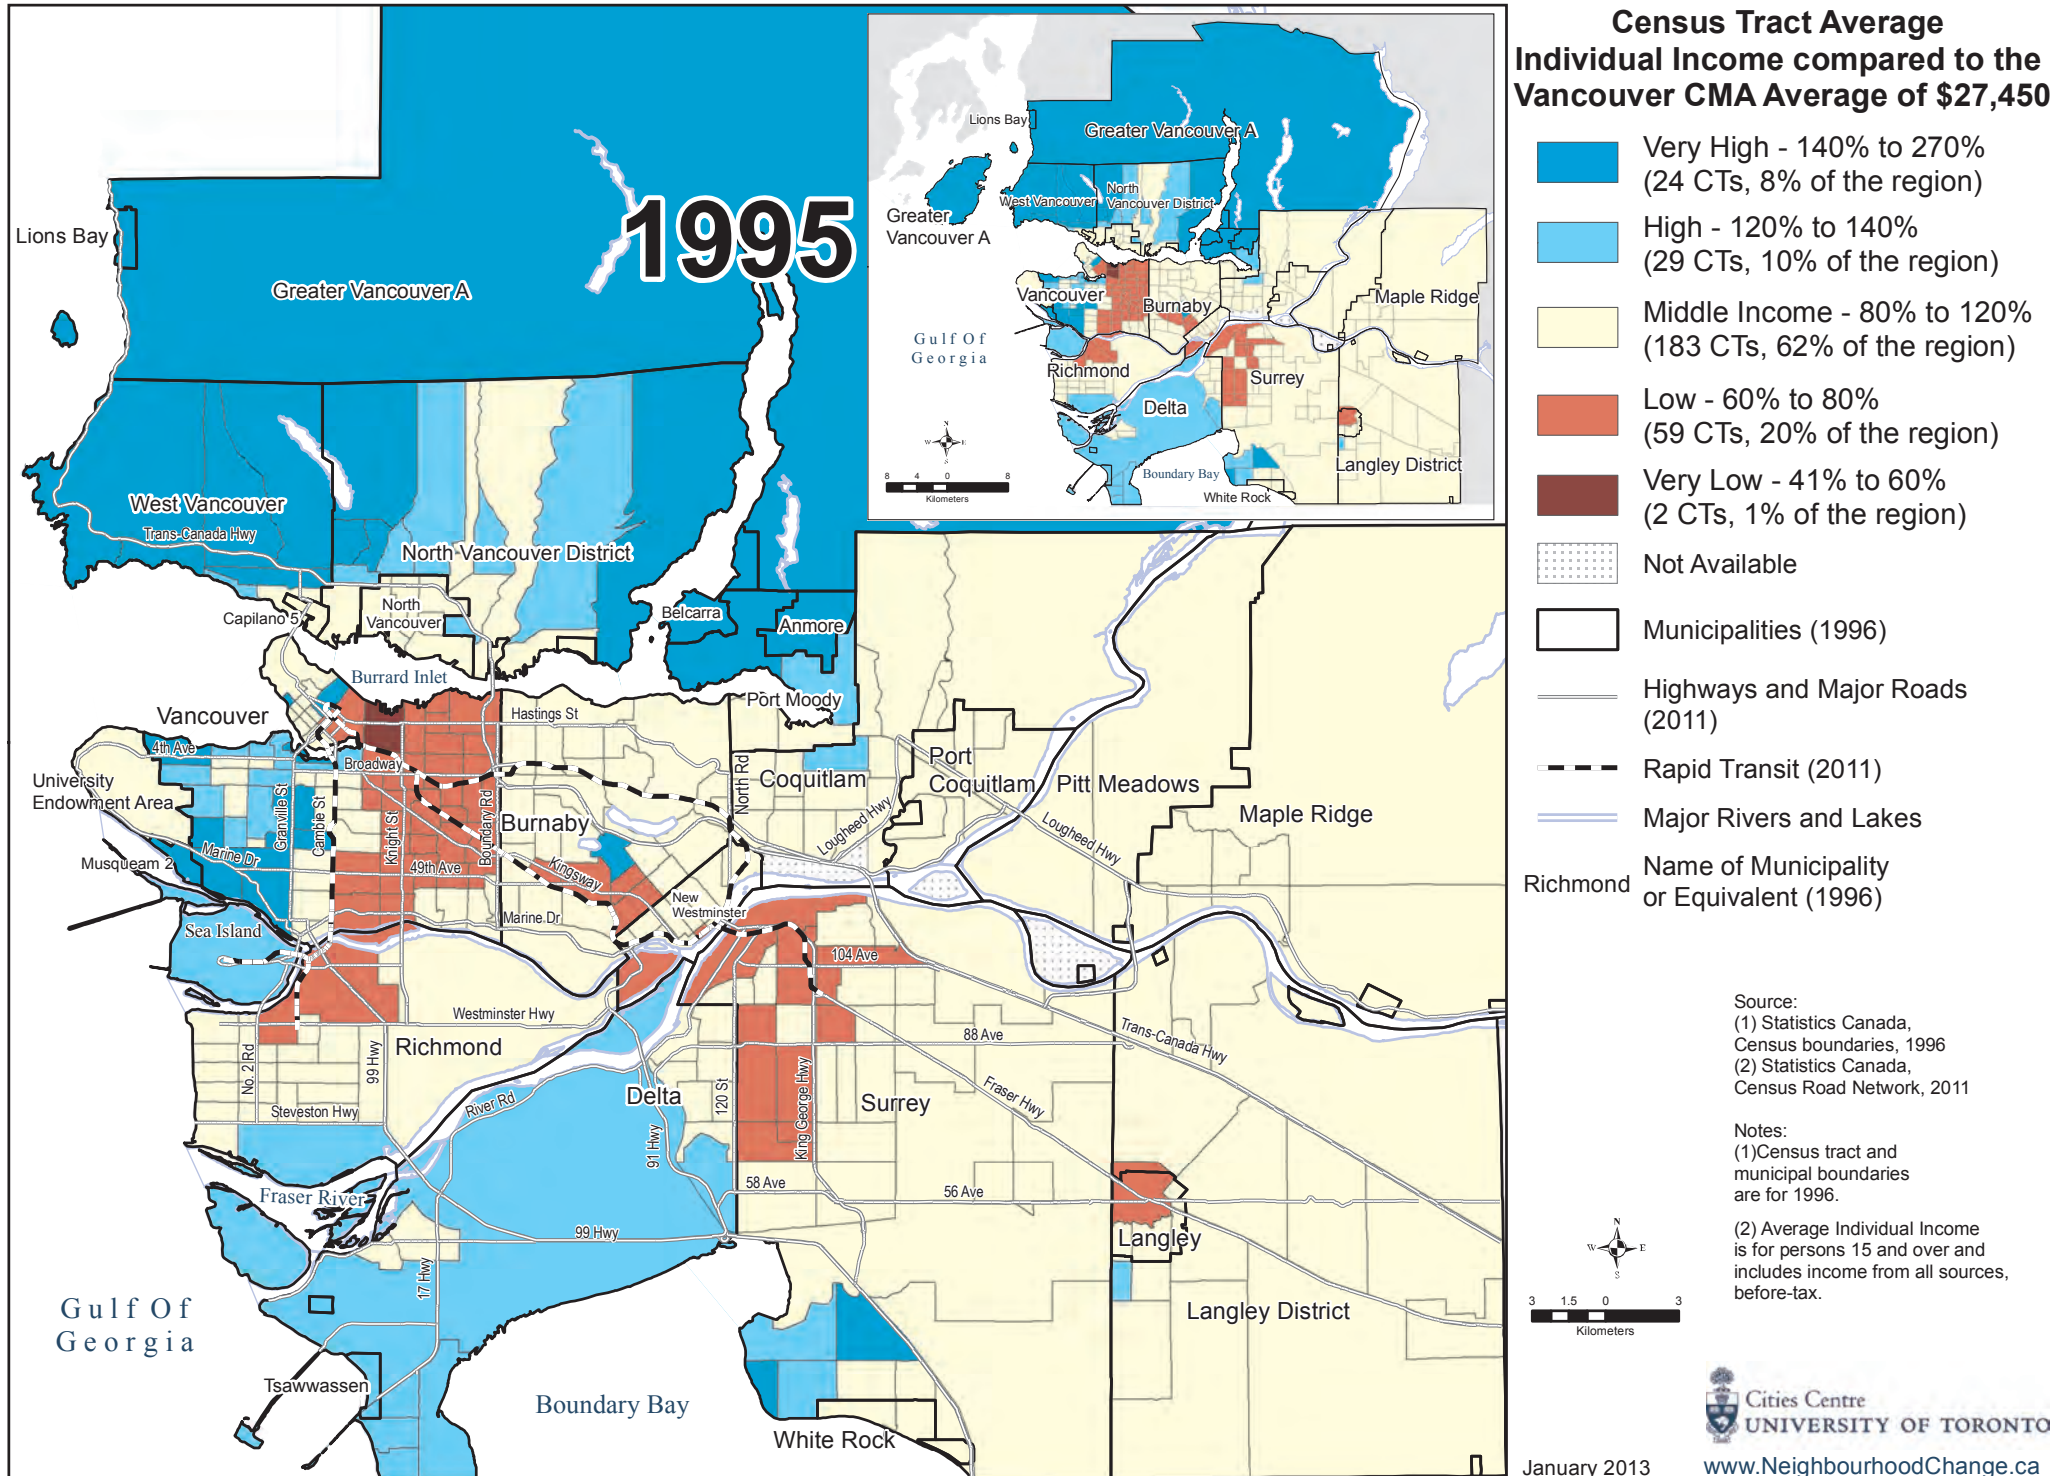 Census Tract Average
Individual Income compared to the
Vancouver CMA Average of $27,450
Very High - 140% to 270%
(24 CTs, 8% of the region)
High - 120% to 140%
(29 CTs, 10% of the region)
Middle Income - 80% to 120%
(183 CTs, 62% of the region)
Low - 60% to 80%
(59 CTs, 20% of the region)
Very Low - 41% to 60%
(2 CTs, 1% of the region)
Not Available
Municipalities (1996)
Highways and Major Roads
(2011)
Rapid Transit (2011)
Major Rivers and Lakes
Richmond
Name of Municipality
or Equivalent (1996)
Source:
(1) Statistics Canada,
Census boundaries, 1996
(2) Statistics Canada,
Census Road Network, 2011
Notes:
(1)Census tract and
municipal boundaries
are for 1996.
(2) Average Individual Income
is for persons 15 and over and
includes income from all sources,
before-tax.
N
W E
S
3 1.5 0 3
Kilometers
Cities Centre
UNIVERSITY OF TORONTO
January 2013
www.NeighbourhoodChange.ca
1995
Lions Bay
Greater Vancouver A
West Vancouver
Trans-Canada Hwy
North Vancouver District
Capilano 5
North
Vancouver
Belcarra
Anmore
Burrard Inlet
Port Moody
Vancouver
Hastings St
4th Ave
Broadway
University
Endowment Area
Granville St
Cambie St
Knight St
Boundary Rd
North Rd
Burnaby
Coquitlam
Port
Coquitlam
Pitt Meadows
Maple Ridge
Lougheed Hwy
Lougheed Hwy
Musqueam 2
Marine Dr
49th Ave
Kingsway
New
Westminster
Marine Dr
Sea Island
104 Ave
Westminster Hwy
Richmond
No. 2 Rd
99 Hwy
88 Ave
Trans-Canada Hwy
Fraser Hwy
Delta
120 St
King George Hwy
Surrey
Steveston Hwy
River Rd
91 Hwy
58 Ave
56 Ave
Fraser River
99 Hwy
17 Hwy
Langley
Langley District
Gulf Of
Georgia
Tsawwassen
Boundary Bay
White Rock
Lions Bay
Greater Vancouver A
Greater
Vancouver A
West Vancouver
North
Vancouver District
Vancouver
Burnaby
Maple Ridge
Gulf Of
Georgia
Richmond
Surrey
Delta
Boundary Bay
Langley District
White Rock
N
W E
S
8 4 0 8
Kilometers